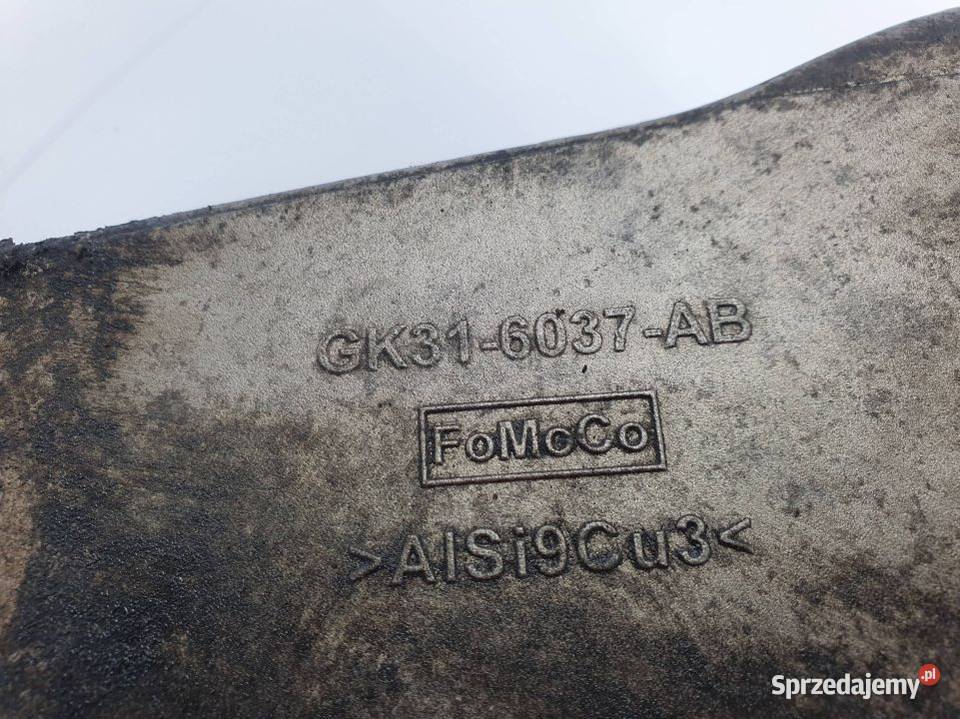 GK31-6037-AB
FoMoCo
>AlSi9Cu3<
Sprzedajemy.pl